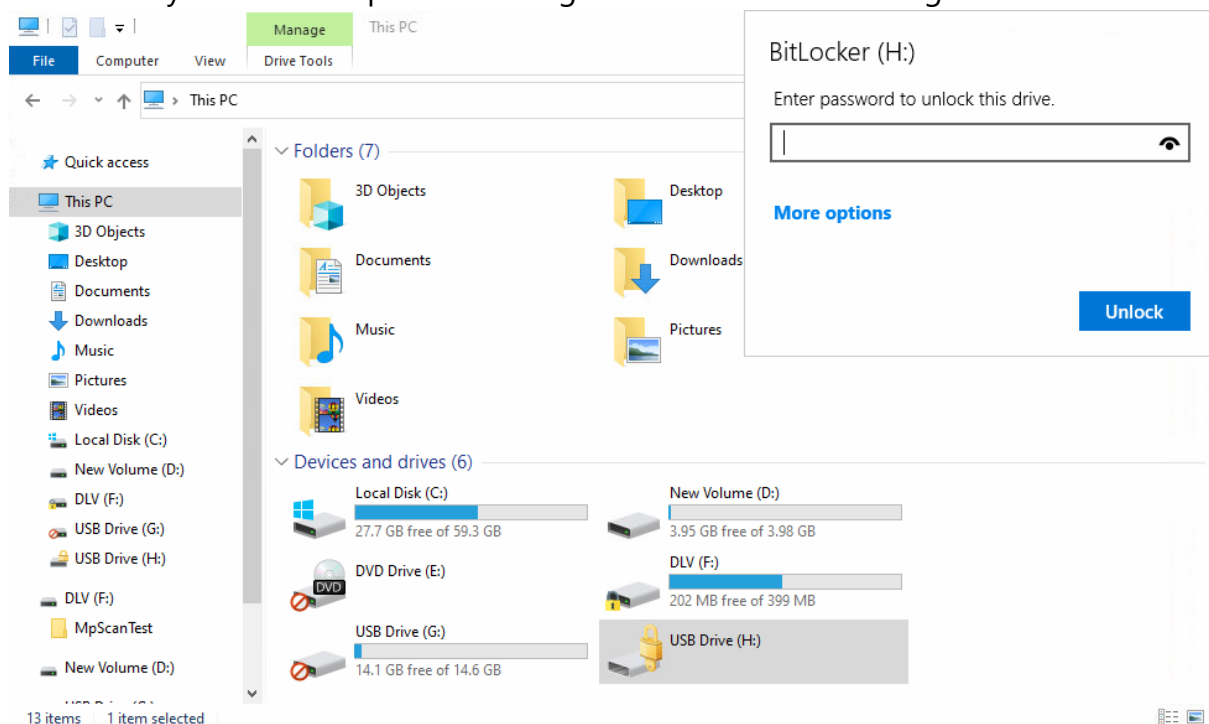 Manage
This PC
File
Computer
View
Drive Tools
This PC
Quick access
This PC
3D Objects
Desktop
Documents
Downloads
Music
Pictures
Videos
Local Disk (C:)
New Volume (D:)
DLV (F:)
USB Drive (G:)
USB Drive (H:)
DLV (F:)
MpScanTest
New Volume (D:)
13 items
1 item selected
Folders (7)
3D Objects
Desktop
Documents
Downloads
Music
Pictures
Videos
Devices and drives (6)
Local Disk (C:)
27.7 GB free of 59.3 GB
New Volume (D:)
3.95 GB free of 3.98 GB
DVD Drive (E:)
DVD
DLV (F:)
202 MB free of 399 MB
USB Drive (G:)
14.1 GB free of 14.6 GB
USB Drive (H:)
BitLocker (H:)
Enter password to unlock this drive.
More options
Unlock